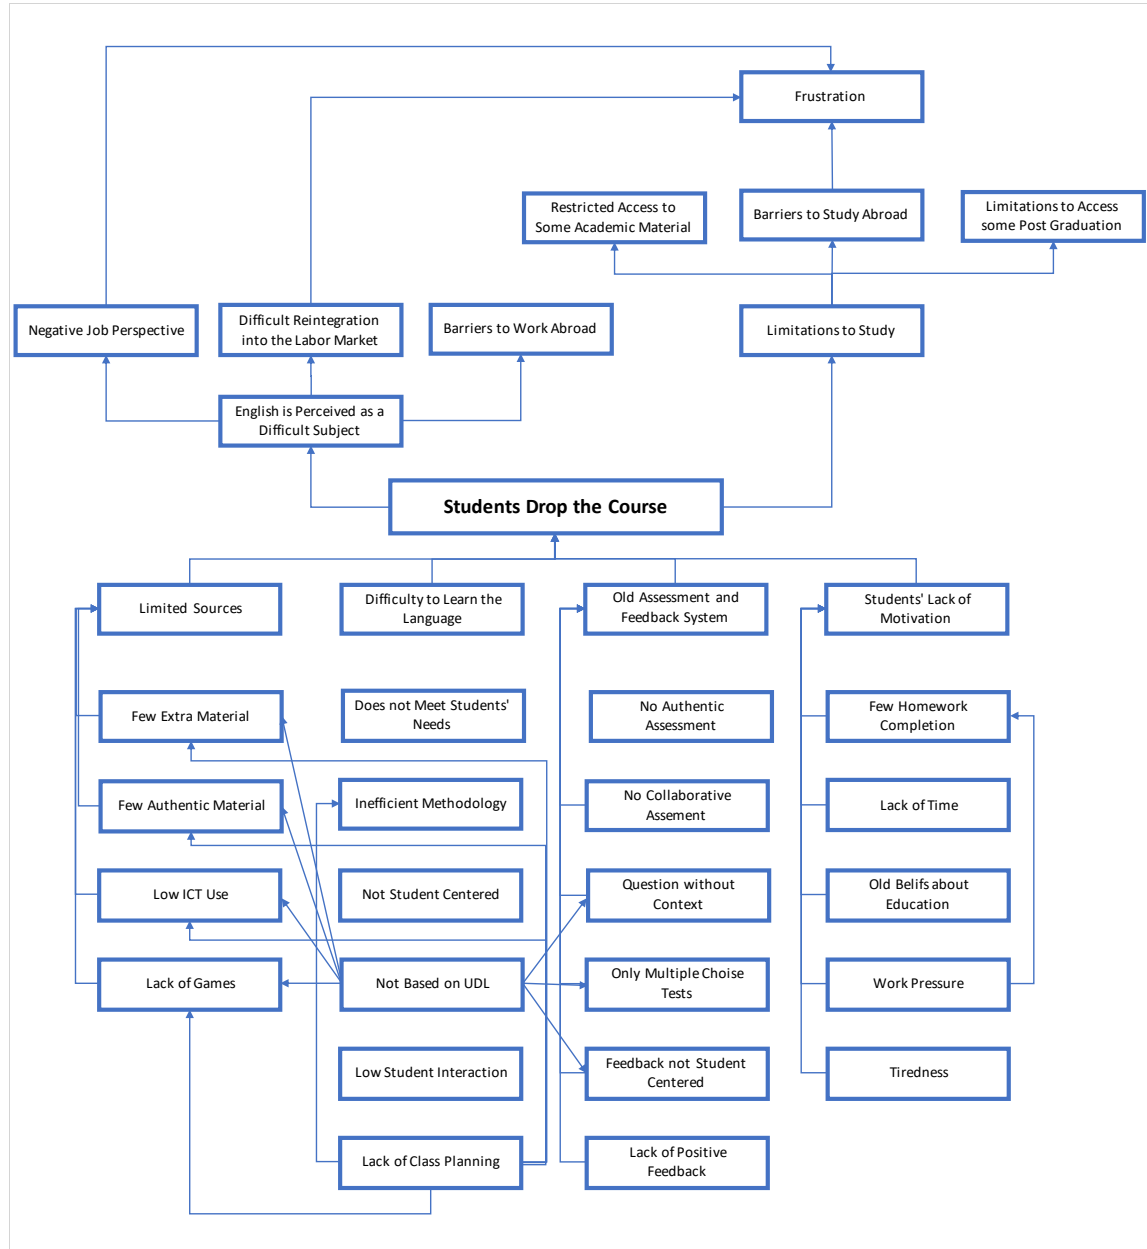 Frustration
Restricted Access to
Some Academic Material
Barriers to Study Abroad
Limitations to Access
some Post Graduation
Negative Job Perspective
Difficult Reintegration
into the Labor Market
Barriers to Work Abroad
Limitations to Study
English is Perceived as a
Difficult Subject
Students Drop the Course
Limited Sources
Difficulty to Learn the
Language
Old Assessment and
Feedback System
Students' Lack of
Motivation
Few Extra Material
Does not Meet Students'
Needs
No Authentic
Assessment
Few Homework
Completion
Few Authentic Material
Inefficient Methodology
No Collaborative
Assement
Lack of Time
Low ICT Use
Not Student Centered
Question without
Context
Old Belifs about
Education
Lack of Games
Not Based on UDL
Only Multiple Choise
Tests
Work Pressure
Low Student Interaction
Feedback not Student
Centered
Tiredness
Lack of Class Planning
Lack of Positive
Feedback